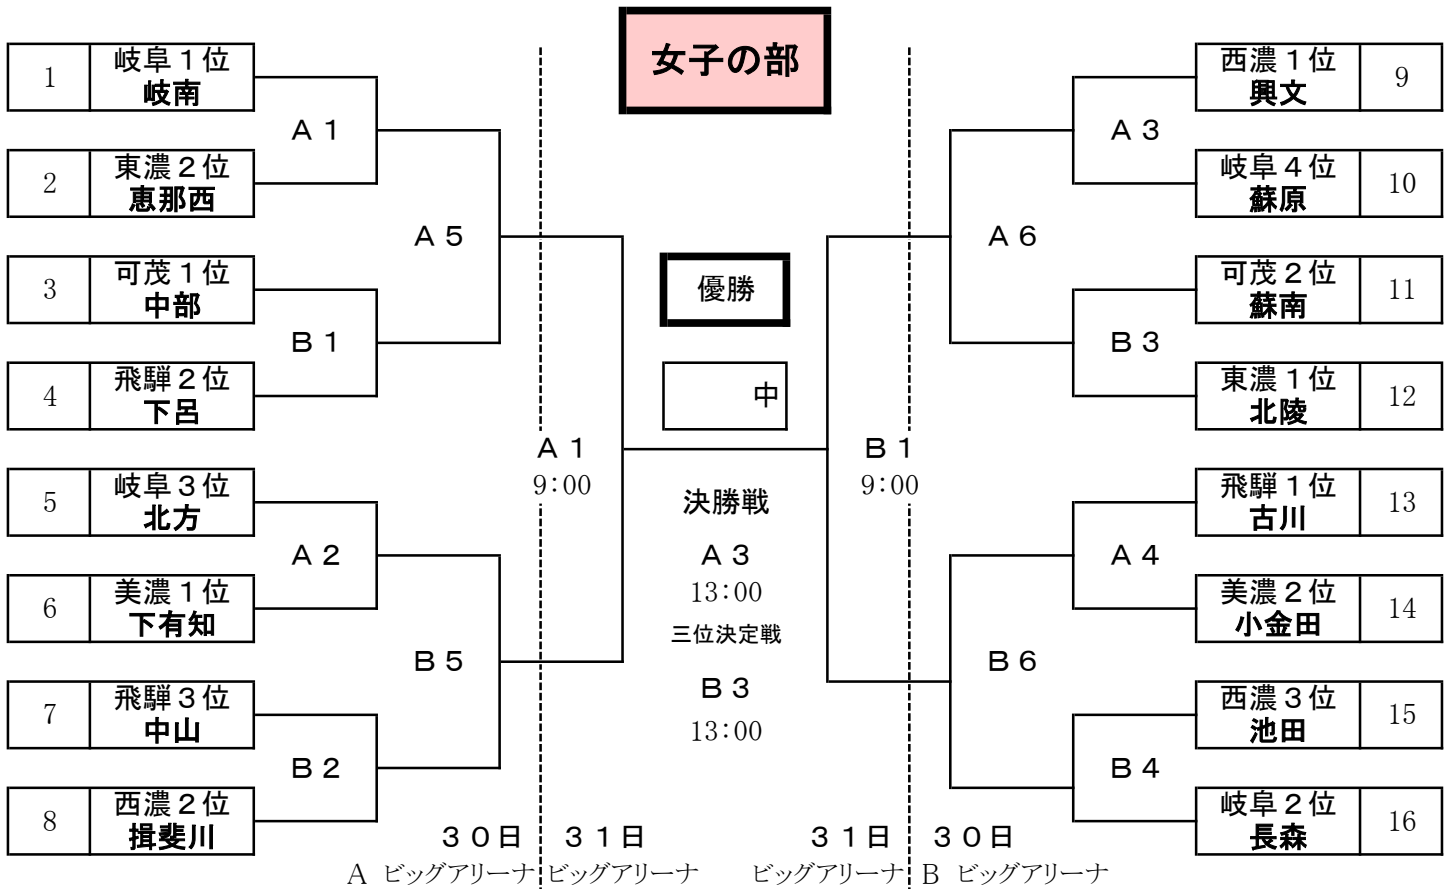 女子の部
1
岐阜１位
岐南
2
東濃２位
恵那西
3
可茂１位
中部
4
飛騨２位
下呂
5
岐阜３位
北方
6
美濃１位
下有知
7
飛騨３位
中山
8
西濃２位
揖斐川
Ａ１
Ｂ１
Ａ２
Ｂ２
Ａ５
Ｂ５
Ａ１
9：00
優勝
中
決勝戦
Ａ３
13：00
三位決定戦
Ｂ３
13：00
Ｂ１
9：00
Ａ６
Ｂ６
Ａ３
Ｂ３
Ａ４
Ｂ４
西濃１位
興文
9
岐阜４位
蘇原
10
可茂２位
蘇南
11
東濃１位
北陵
12
飛騨１位
古川
13
美濃２位
小金田
14
西濃３位
池田
15
岐阜２位
長森
16
３０日 ３１日 ３１日 ３０日
A ビッグアリーナ ビッグアリーナ ビッグアリーナ B ビッグアリーナ